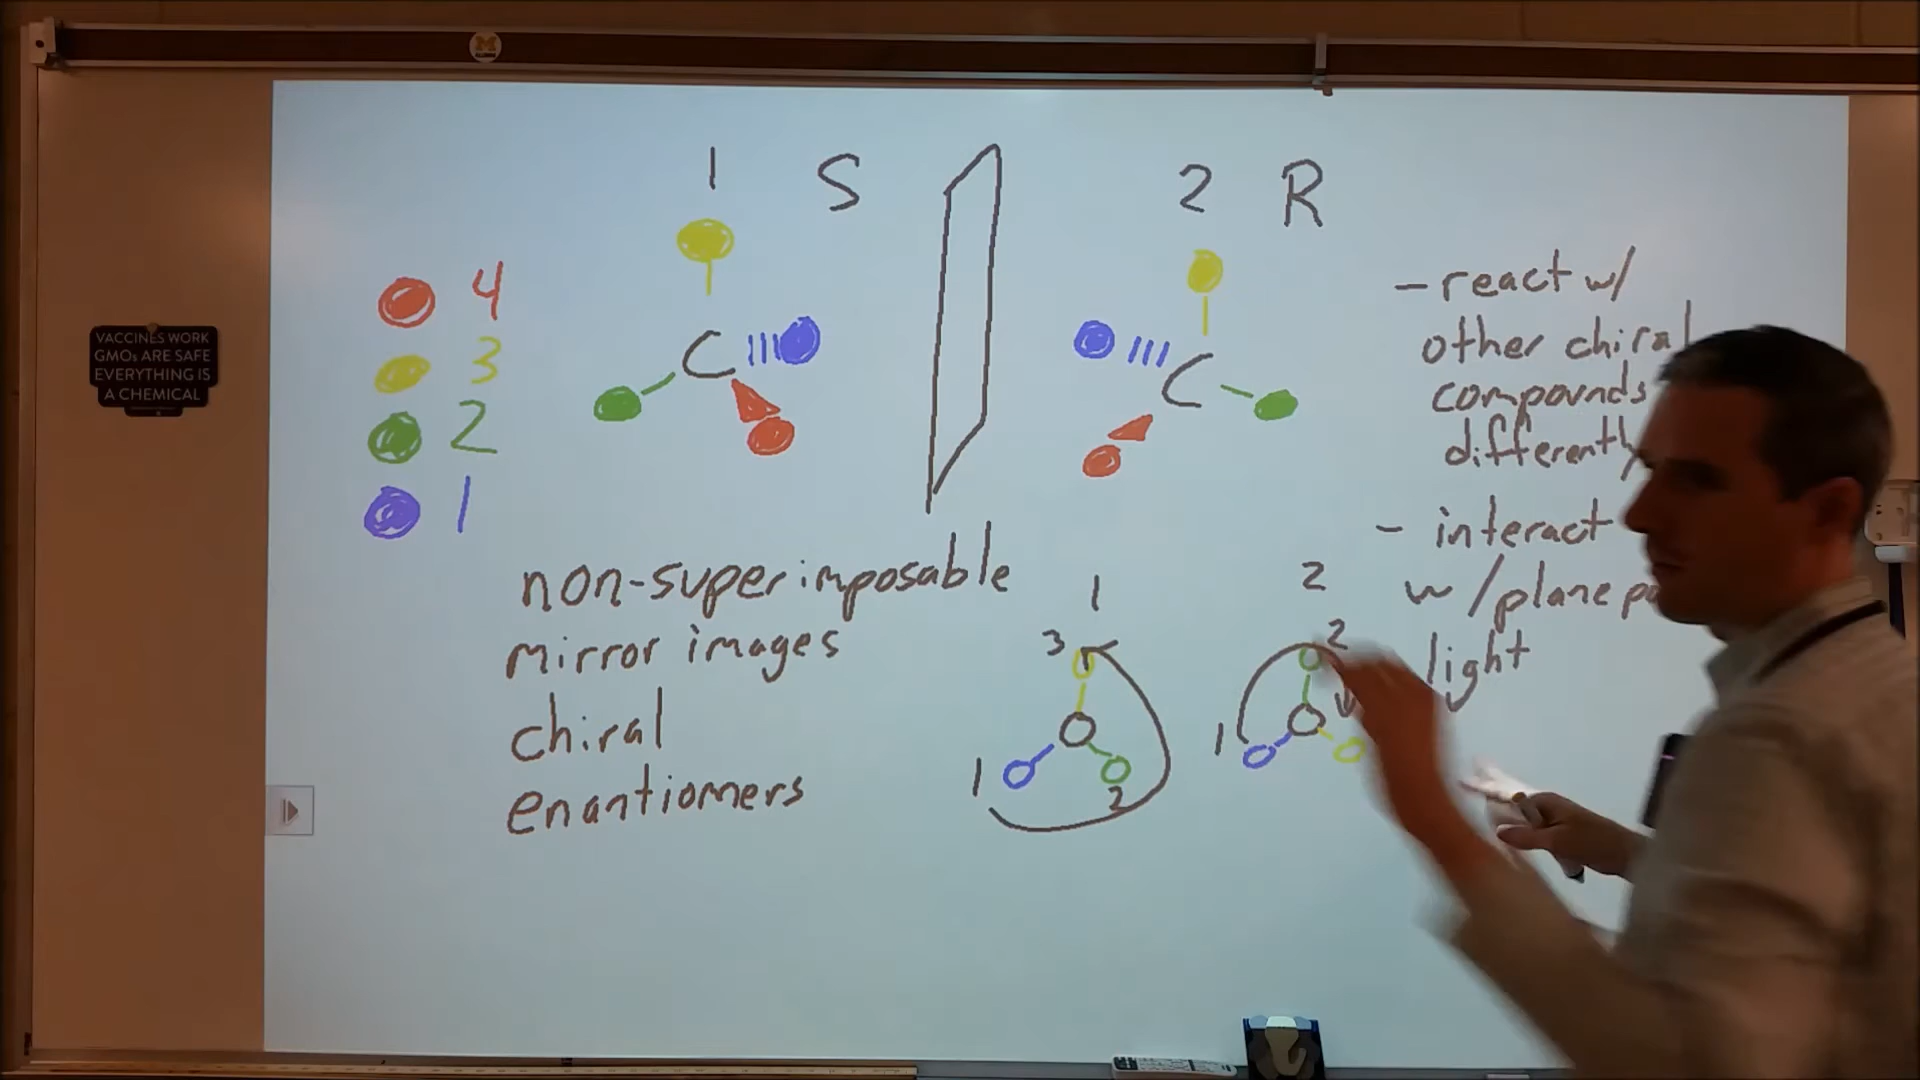 VACCINES WORK
GMOs ARE SAFE
EVERYTHING IS
A CHEMICAL
1 S
2 R
4
3
2
1
C
C
non-superimposable
mirror images
chiral
enantiomers
1
3
1
2
2
2
1
- react w/
other chiral
compounds
differently
- interact
w/plane
light